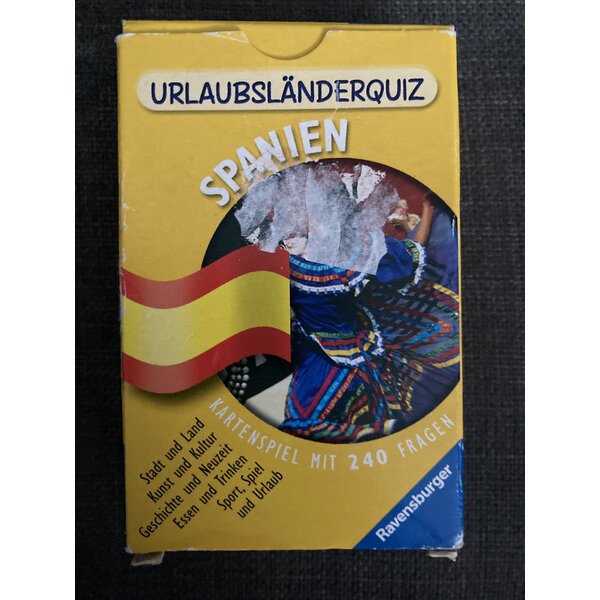 URLAUBSLÄNDERQUIZ
SPANIEN
KARTENSPIEL MIT 240 FRAGEN
Stadt und Land
Kunst und Kultur
Geschichte und Neuzeit
Essen und Trinken
Sport, Spiel
und Urlaub
Ravensburger